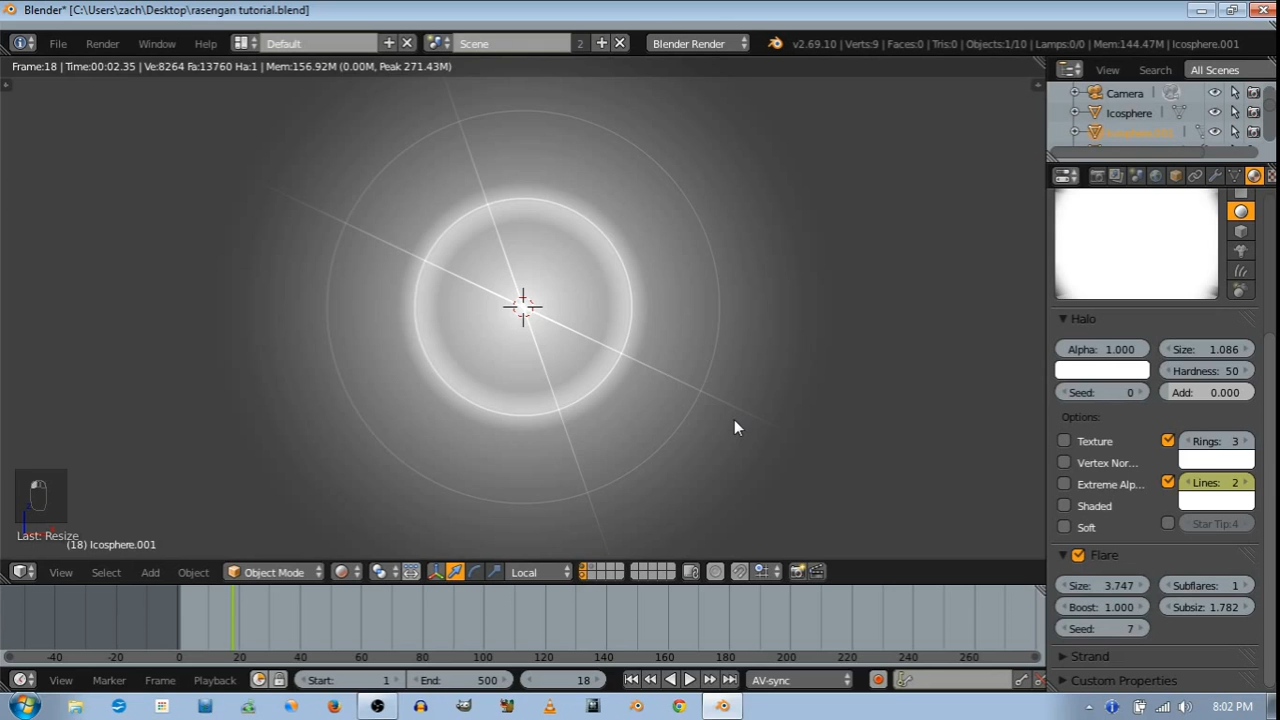 Blender* [C:\Users\zach\Desktop\rasengan tutorial.blend]
File Render Window Help Default Scene 2 Blender Render v2.69.10 | Verts:9 | Faces:0 | Tris:0 | Objects:1/10 | Lamps:0/0 | Mem:144.47M | Icosphere.001
Frame:18 | Time:00:02.35 | Ve:8264 Fa:13760 Ha:1 | Mem:156.92M (0.00M, Peak 271.43M)
View Search All Scenes
Camera
Icosphere
Halo
Alpha: 1.000 Size: 1.086
Hardness: 50
Seed: 0 Add: 0.000
Options:
Texture Rings: 3
Vertex Nor...
Extreme Alp... Lines: 2
Shaded
Soft Star Tip:4
Flare
Size: 3.747 Subflares: 1
Boost: 1.000 Subsiz: 1.782
Seed: 7
Strand
Custom Properties
Last: Resize
(18) Icosphere.001
View Select Add Object Object Mode Local
-40 -20 0 20 40 60 80 100 120 140 160 180 200 220 240 260
View Marker Frame Playback Start: 1 End: 500 18 AV-sync
8:02 PM